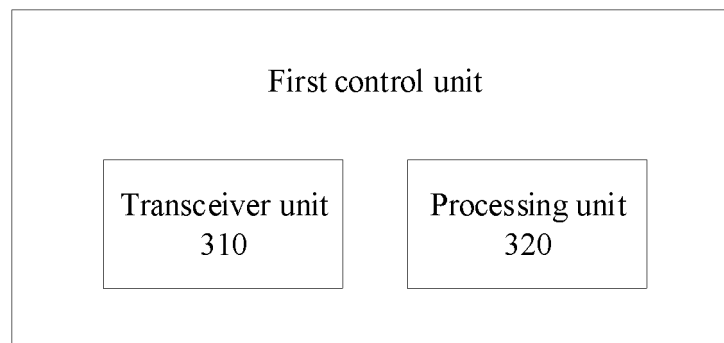 First control unit
Transceiver unit
310
Processing unit
320